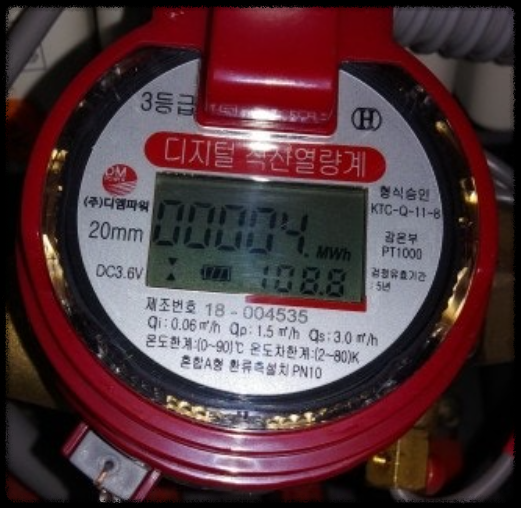 3등급
H
디지털 적산열량계
DM
(주)디엠파워
형식승인
KTC-Q-11-8
20mm
00004.
MWh
감온부
PT1000
DC3.6V
108.8
검정유효기간
: 5년
제조번호 18 - 004535
qi : 0.06㎥/h qp : 1.5㎥/h qs : 3.0㎥/h
온도한계:(0~90)℃ 온도차한계:(2~80)K
혼합A형 환류측설치 PN10